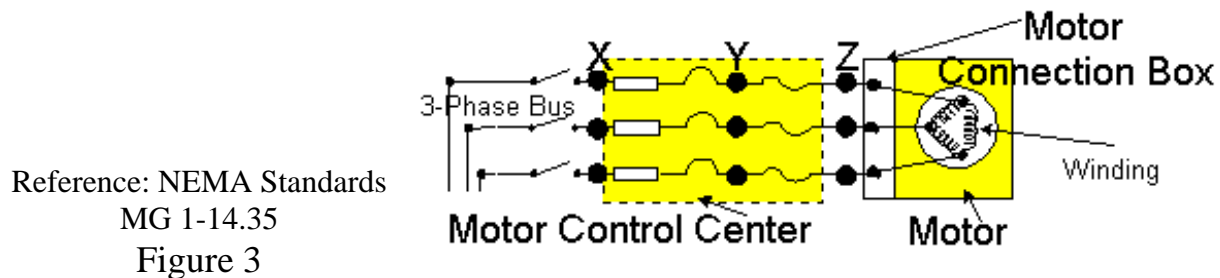 Motor
Connection Box
X Y Z
3-Phase Bus
Winding
Reference: NEMA Standards
MG 1-14.35
Figure 3
Motor Control Center
Motor